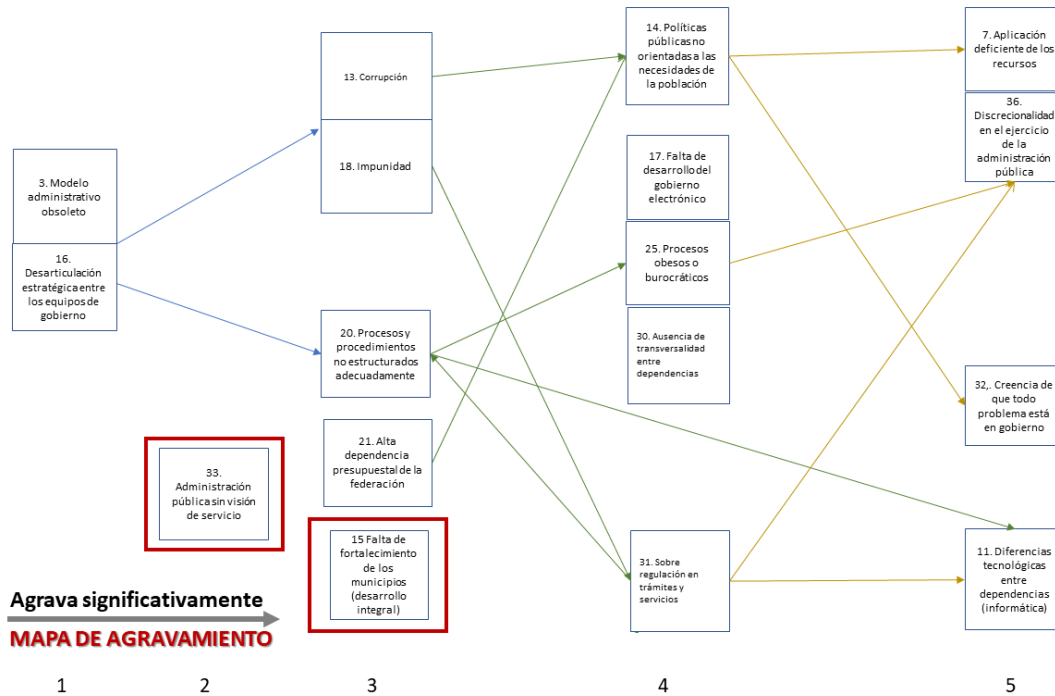 3. Modelo
administrativo
obsoleto
16.
Desarticulación
estratégica entre
los equipos de
gobierno
33.
Administración
pública sin visión
de servicio
13. Corrupción
18. Impunidad
20. Procesos y
procedimientos
no estructurados
adecuadamente
21. Alta
dependencia
presupuestal de la
federación
15 Falta de
fortalecimiento
de los
municipios
(desarrollo
integral)
14. Políticas
públicas no
orientadas a las
necesidades de
la población
17. Falta de
desarrollo del
gobierno
electrónico
25. Procesos
obesos o
burocráticos
30. Ausencia de
transversalidad
entre
dependencias
31. Sobre
regulación en
trámites y
servicios
7. Aplicación
deficiente de los
recursos
36.
Discrecionalidad
en el ejercicio
de la
administración
pública
32,. Creencia de
que todo
problema está
en gobierno
11. Diferencias
tecnológicas
entre
dependencias
(informática)
Agrava significativamente
MAPA DE AGRAVAMIENTO
1 2 3 4 5